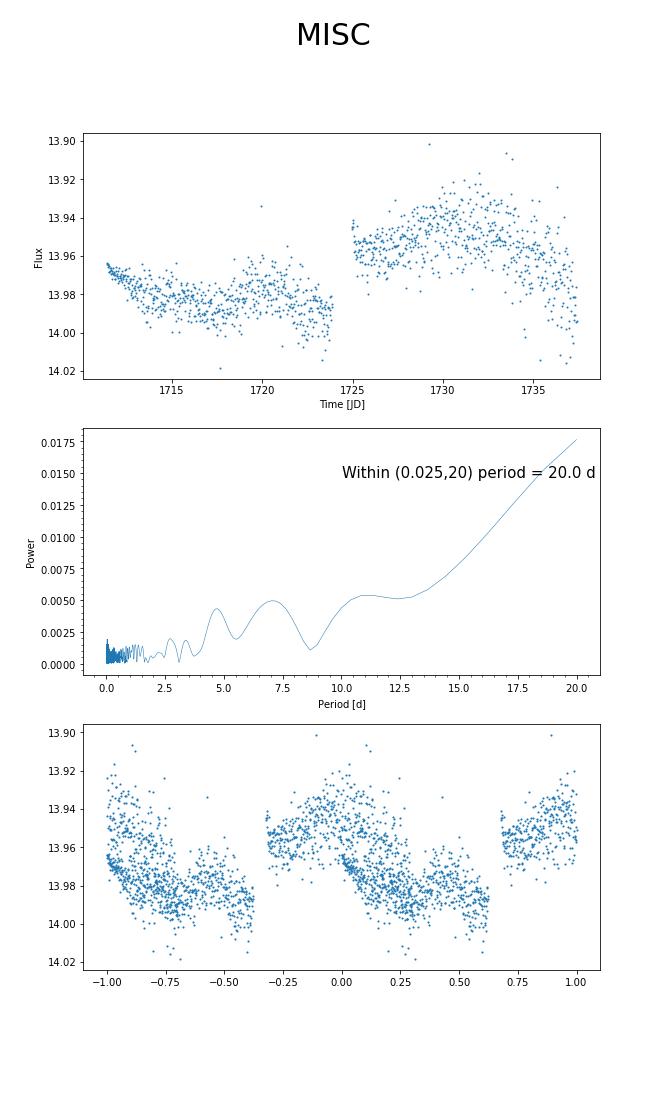 MISC
13.90
13.92
13.94
13.96
13.98
14.00
14.02
Flux
1715 1720 1725 1730 1735
Time [JD]
0.0175
0.0150
0.0125
0.0100
0.0075
0.0050
0.0025
0.0000
Power
Within (0.025,20) period = 20.0 d
0.0 2.5 5.0 7.5 10.0 12.5 15.0 17.5 20.0
Period [d]
13.90
13.92
13.94
13.96
13.98
14.00
14.02
−1.00 −0.75 −0.50 −0.25 0.00 0.25 0.50 0.75 1.00